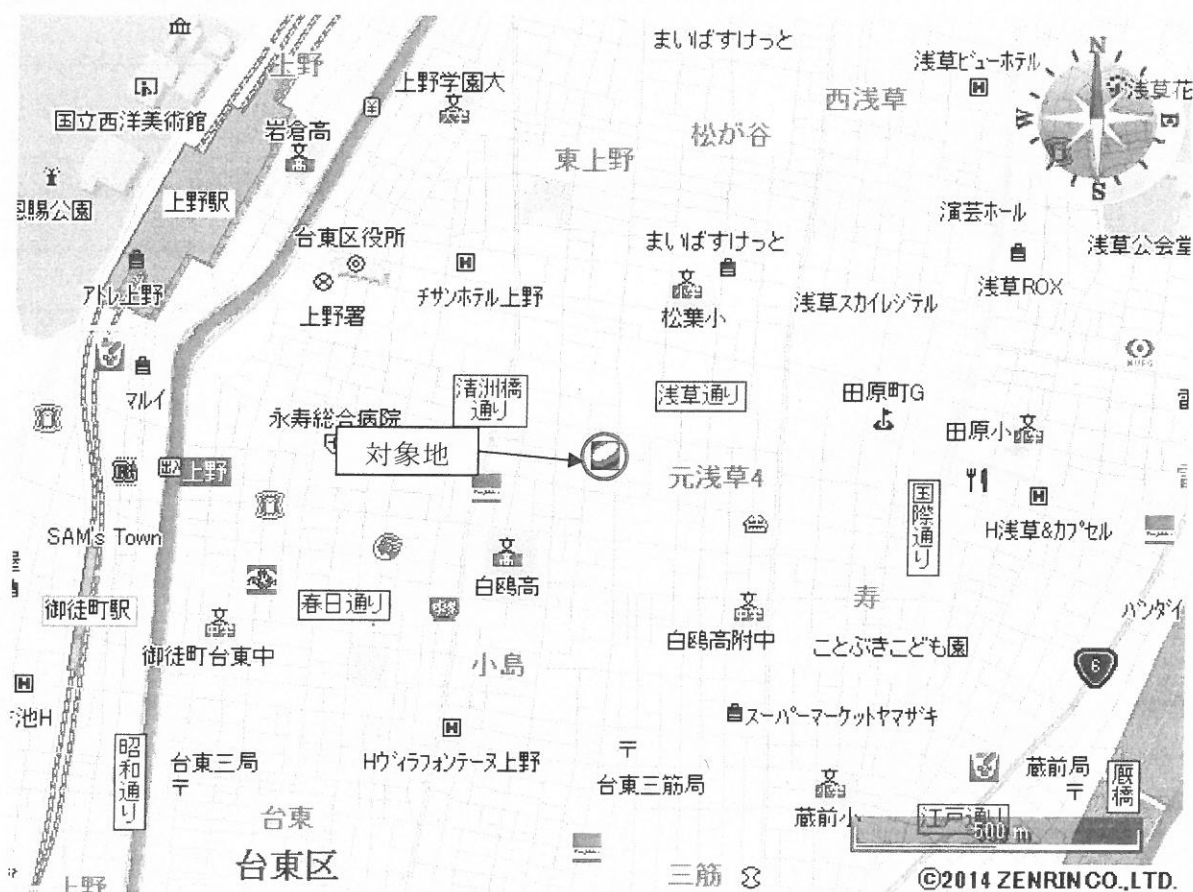 まいばすけっと
浅草ビューホテル
N
上野
上野学園大
西浅草
浅草花
国立西洋美術館
岩倉高
松が谷
W
E
東上野
S
恩賜公園
上野駅
演芸ホール
台東区役所
まいばすけっと
浅草公会堂
アトレ上野
チサンホテル上野
浅草ROX
上野署
松葉小
浅草スカイレジテル
マルイ
清洲橋
通り
浅草通り
田原町G
永寿総合病院
田原小
対象地
上野
元浅草4
国際通り
SAM's Town
H浅草&カプセル
白鴎高
御徒町駅
春日通り
寿
バンダイ
御徒町台東中
白鴎高附中
ことぶきこども園
小島
6
池H
スーパーマーケットヤマザキ
昭和通り
台東三局
Hヴィラフォンテーヌ上野
台東三筋局
蔵前局
厩橋
台東
蔵前小
江戸通り
500 m
台東区
三筋
上野
©2014 ZENRIN CO., LTD.